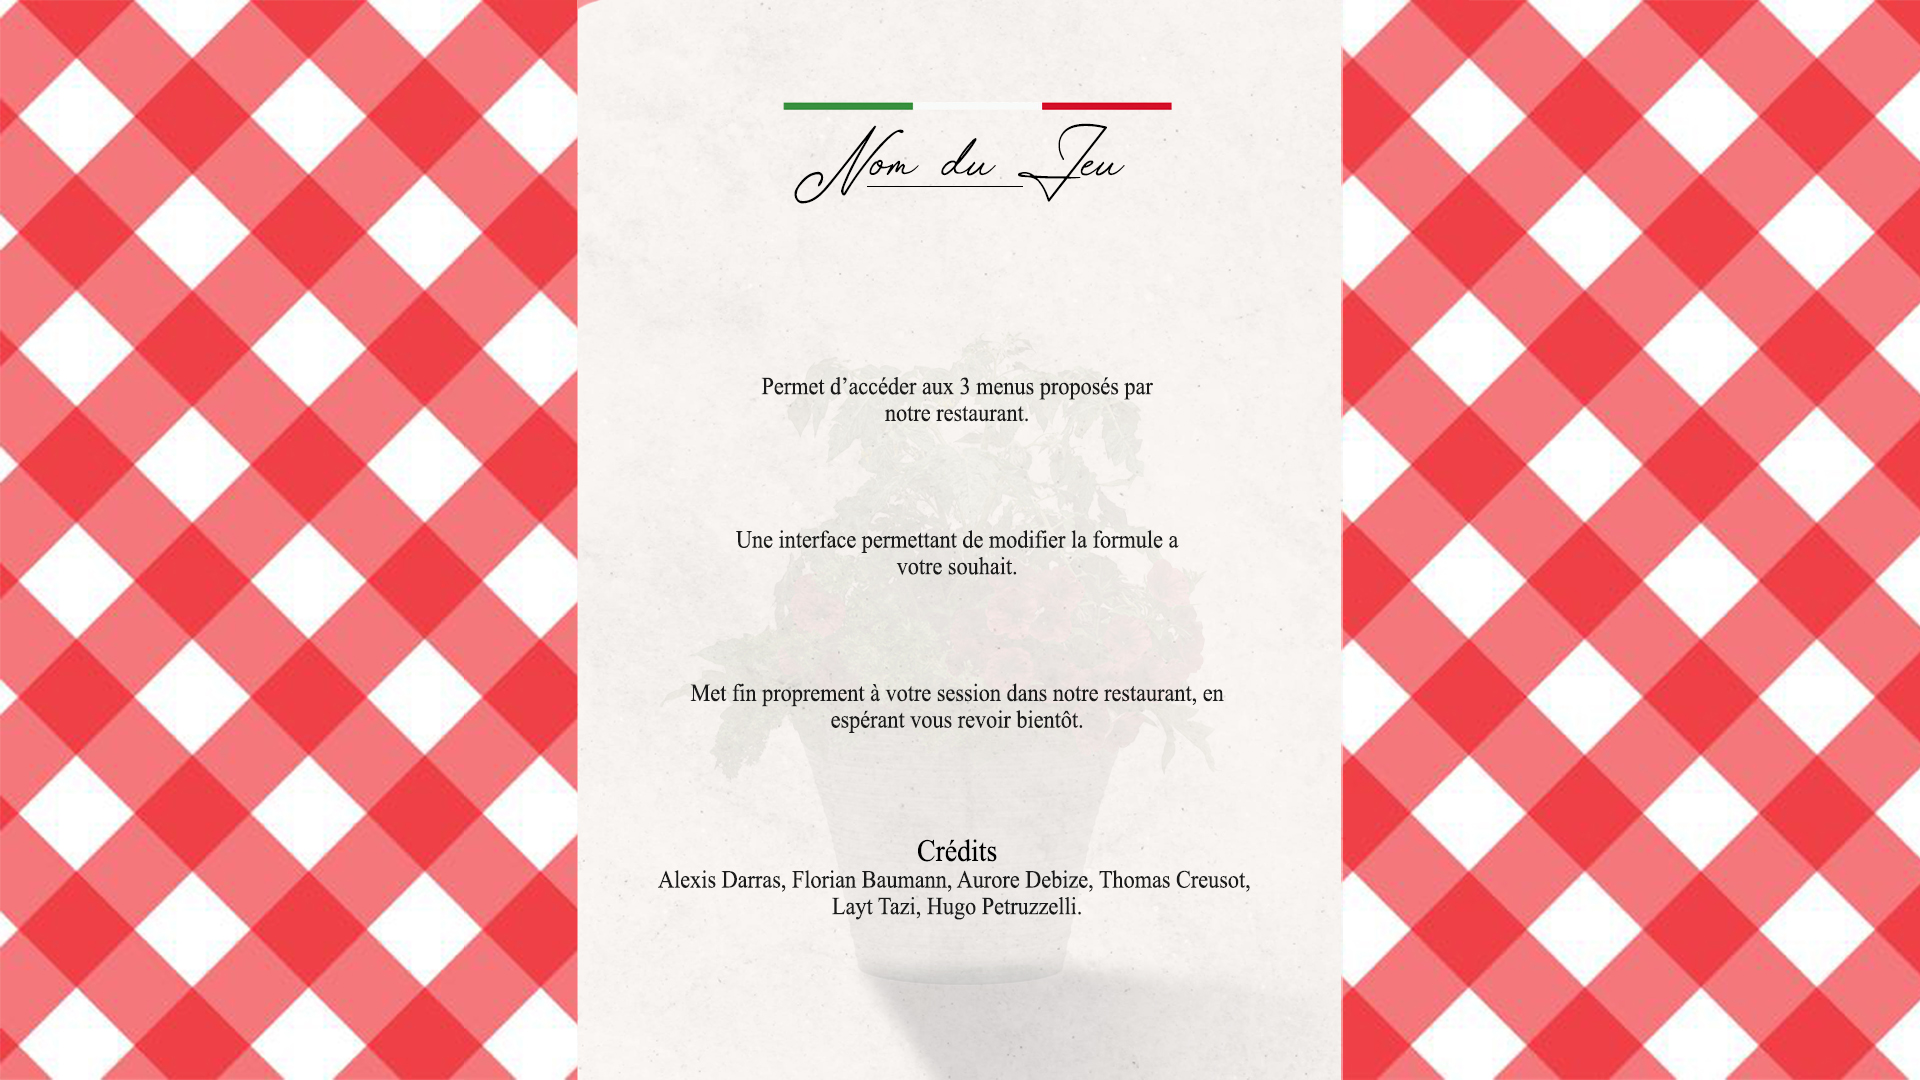 Nom du Jeu
Permet d’accéder aux 3 menus proposés par
notre restaurant.
Une interface permettant de modifier la formule a
votre souhait.
Met fin proprement à votre session dans notre restaurant, en
espérant vous revoir bientôt.
Crédits
Alexis Darras, Florian Baumann, Aurore Debize, Thomas Creusot,
Layt Tazi, Hugo Petruzzelli.